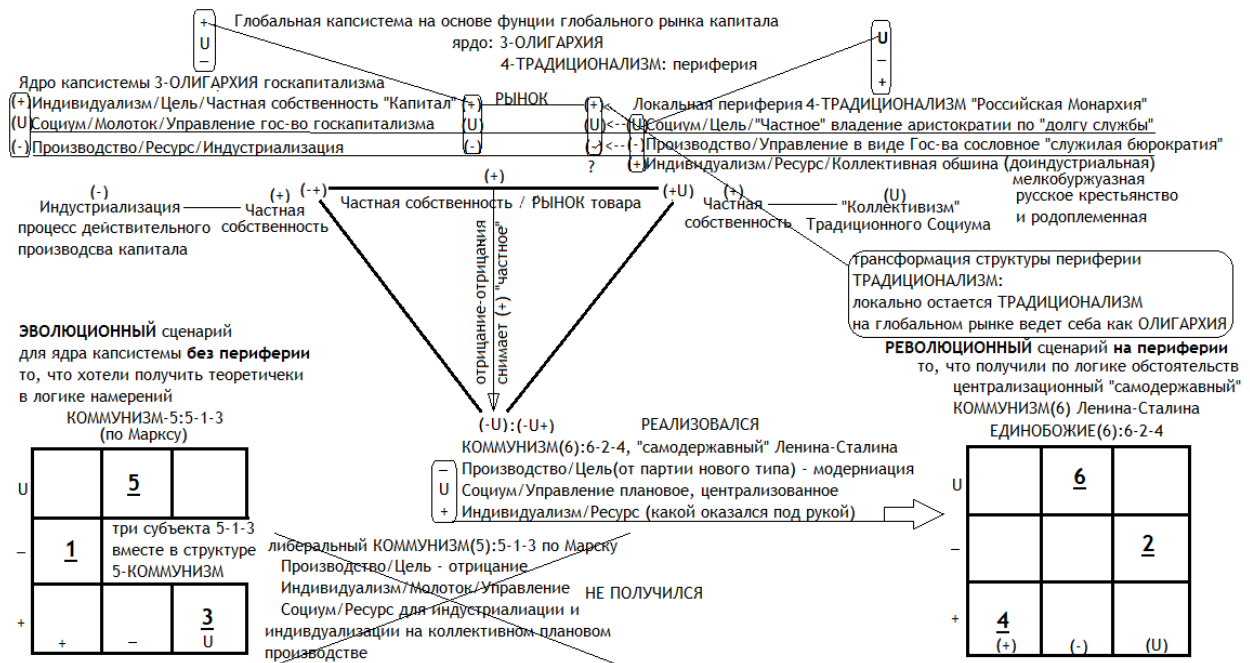 +
U
–
Глобальная капсистема на основе фунции глобального рынка капитала
ярдо: 3-ОЛИГАРХИЯ
4-ТРАДИЦИОНАЛИЗМ: периферия
U
–
+
Ядро капсистемы 3-ОЛИГАРХИЯ госкапитализма
(+) Индивидуализм/Цель/Частная собственность "Капитал" (+) РЫНОК (+)
(U) Социум/Молоток/Управление гос-во госкапитализма (U) (U)<--
(-) Производство/Ресурс/Индустриализация (-) (-)<--
?
Локальная периферия 4-ТРАДИЦИОНАЛИЗМ "Российская Монархия"
(U) Социум/Цель/"Частное" владение аристократии по "долгу службы"
(-) Производство/Управление в виде Гос-ва сословное "служилая бюрократия"
(+) Индивидуализм/Ресурс/Коллективная обшина (доиндустриальная)
мелкобуржуазная
русское крестьянство
и родоплеменная
(-)
Индустриализация
процесс действительного
производсва капитала
(+)
Частная
собственность
(-+)
(+)
(+U)
Частная собственность / РЫНОК товара
(+)
Частная
собственность
(U)
"Коллективизм"
Традиционного Социума
отрицание-отрицания
снимает (+) "частное"
трансформация структуры периферии
ТРАДИЦИОНАЛИЗМ:
локально остается ТРАДИЦИОНАЛИЗМ
на глобальном рынке ведет себа как ОЛИГАРХИЯ
ЭВОЛЮЦИОННЫЙ сценарий
для ядра капсистемы без периферии
то, что хотели получить теоретичеки
в логике намерений
КОММУНИЗМ-5:5-1-3
(по Марксу)
U
5
–
1
три субъекта 5-1-3
вместе в структуре
5-КОММУНИЗМ
+
3
+ – U
(-U):(-U+)
РЕАЛИЗОВАЛСЯ
КОММУНИЗМ(6):6-2-4, "самодержавный" Ленина-Сталина
– Производство/Цель(от партии нового типа) - модерниация
U Социум/Управление плановое, централизованное
+ Индивидуализм/Ресурс (какой оказался под рукой)
либеральный КОММУНИЗМ(5):5-1-3 по Марску
Производство/Цель - отрицание
Индивидуализм/Молоток/Управление
Социум/Ресурс для индустриалиации и
индивдуализации на коллективном плановом
производстве
НЕ ПОЛУЧИЛСЯ
РЕВОЛЮЦИОННЫЙ сценарий на периферии
то, что получили по логике обстоятельств
централизационный "самодержавный"
КОММУНИЗМ(6) Ленина-Сталина
ЕДИНОБОЖИЕ(6):6-2-4
U
6
–
2
+
4
(+) (-) (U)